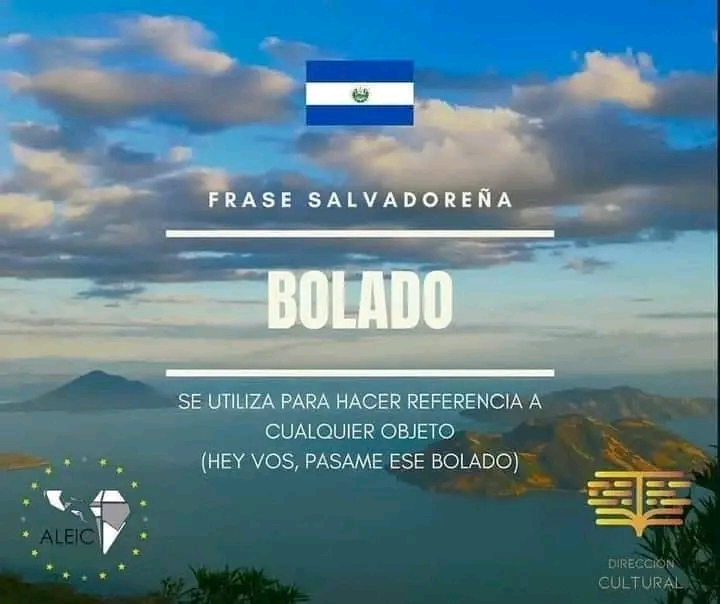 FRASE SALVADOREÑA
BOLADO
SE UTILIZA PARA HACER REFERENCIA A
CUALQUIER OBJETO
(HEY VOS, PASAME ESE BOLADO)
ALEIC
DIRECCIÓN
CULTURAL